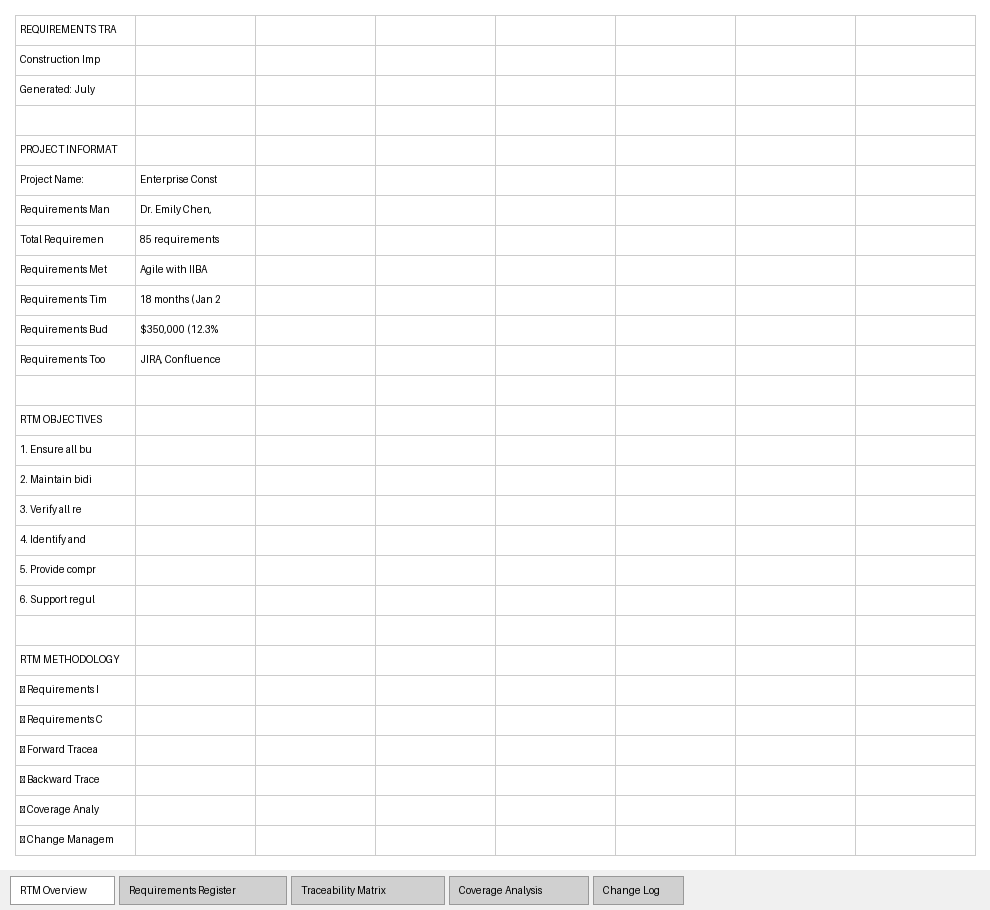 REQUIREMENTS TRA
Construction Imp
Generated: July
PROJECT INFORMAT
Project Name: Enterprise Const
Requirements Man Dr. Emily Chen,
Total Requiremen 85 requirements
Requirements Met Agile with IIBA
Requirements Tim 18 months (Jan 2
Requirements Bud $350,000 (12.3%
Requirements Too JIRA, Confluence
RTM OBJECTIVES
1. Ensure all bu
2. Maintain bidi
3. Verify all re
4. Identify and
5. Provide compr
6. Support regul
RTM METHODOLOGY
Requirements I
Requirements C
Forward Tracea
Backward Trace
Coverage Analy
Change Managem
RTM Overview Requirements Register Traceability Matrix Coverage Analysis Change Log